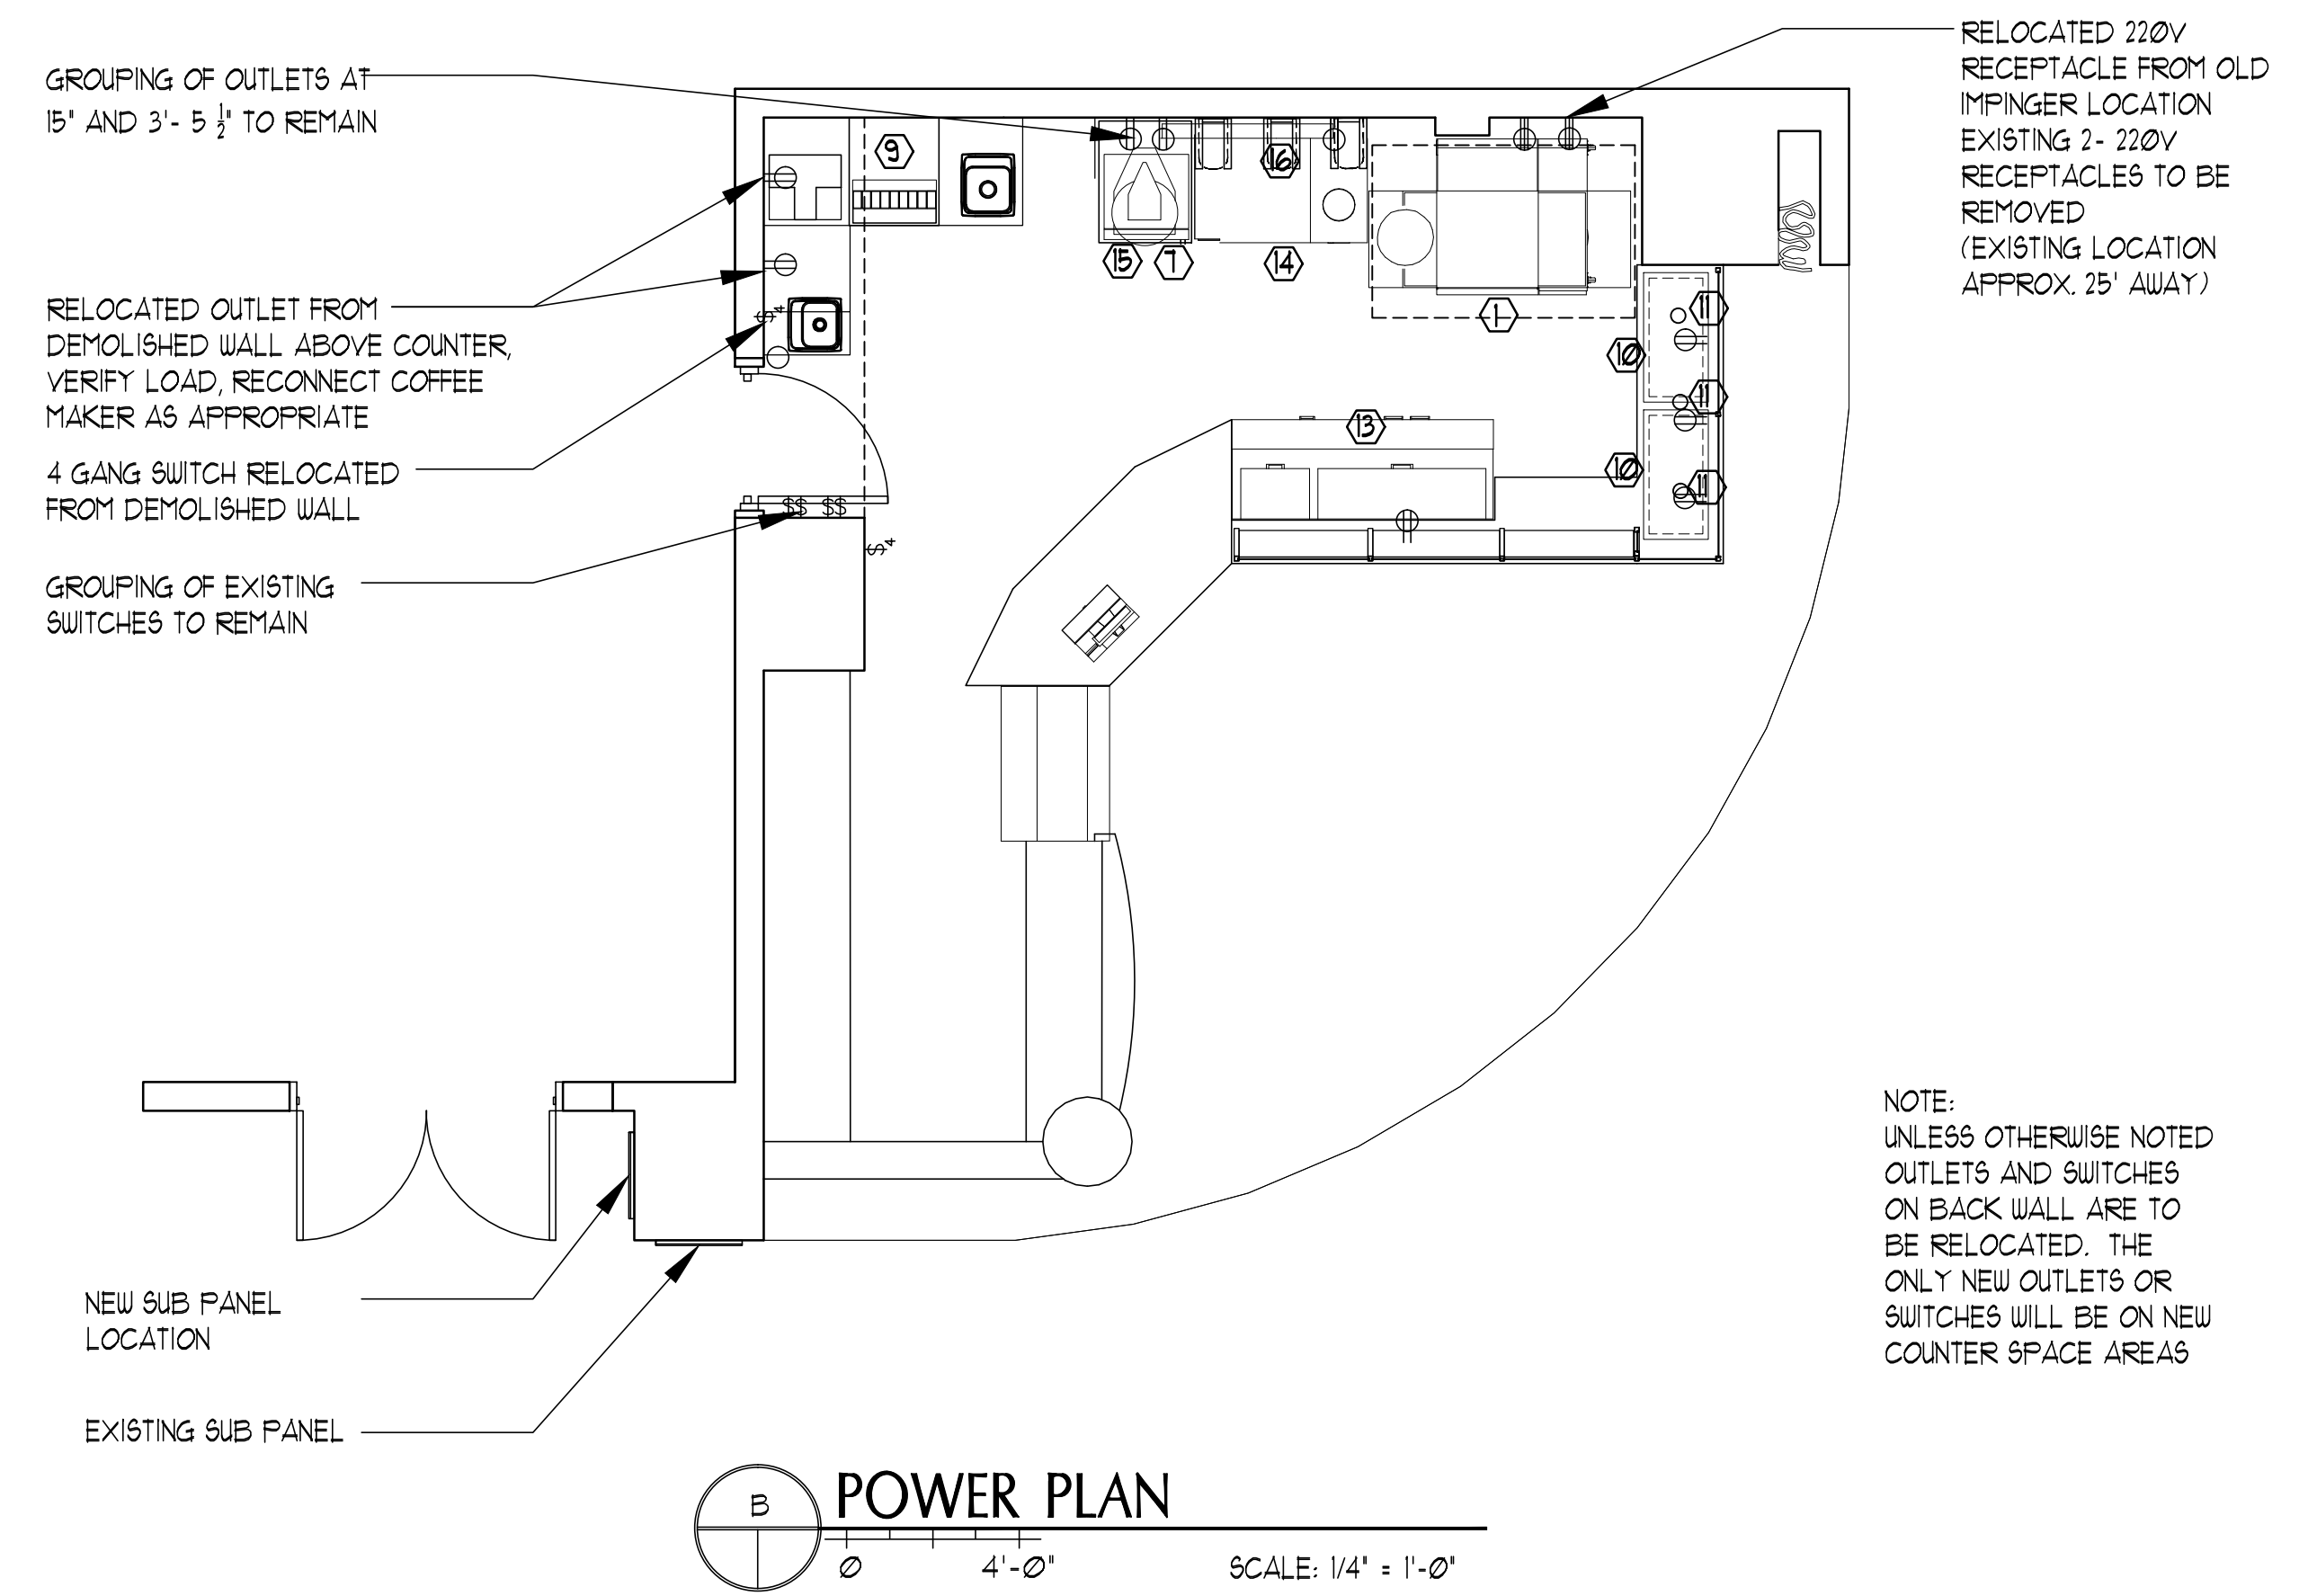 GROUPING OF OUTLETS AT
15" AND 3'- 5 1/2" TO REMAIN
RELOCATED OUTLET FROM
DEMOLISHED WALL ABOVE COUNTER,
VERIFY LOAD, RECONNECT COFFEE
MAKER AS APPROPRIATE
4 GANG SWITCH RELOCATED
FROM DEMOLISHED WALL
GROUPING OF EXISTING
SWITCHES TO REMAIN
NEW SUB PANEL
LOCATION
EXISTING SUB PANEL
9
16
15
7
14
1
11
10
11
13
10
11
$4
$$ $$
$4
RELOCATED 220V
RECEPTACLE FROM OLD
IMPINGER LOCATION
EXISTING 2- 220V
RECEPTACLES TO BE
REMOVED
(EXISTING LOCATION
APPROX. 25' AWAY)
NOTE:
UNLESS OTHERWISE NOTED
OUTLETS AND SWITCHES
ON BACK WALL ARE TO
BE RELOCATED. THE
ONLY NEW OUTLETS OR
SWITCHES WILL BE ON NEW
COUNTER SPACE AREAS
B
POWER PLAN
0 4'-0" SCALE: 1/4" = 1'-0"